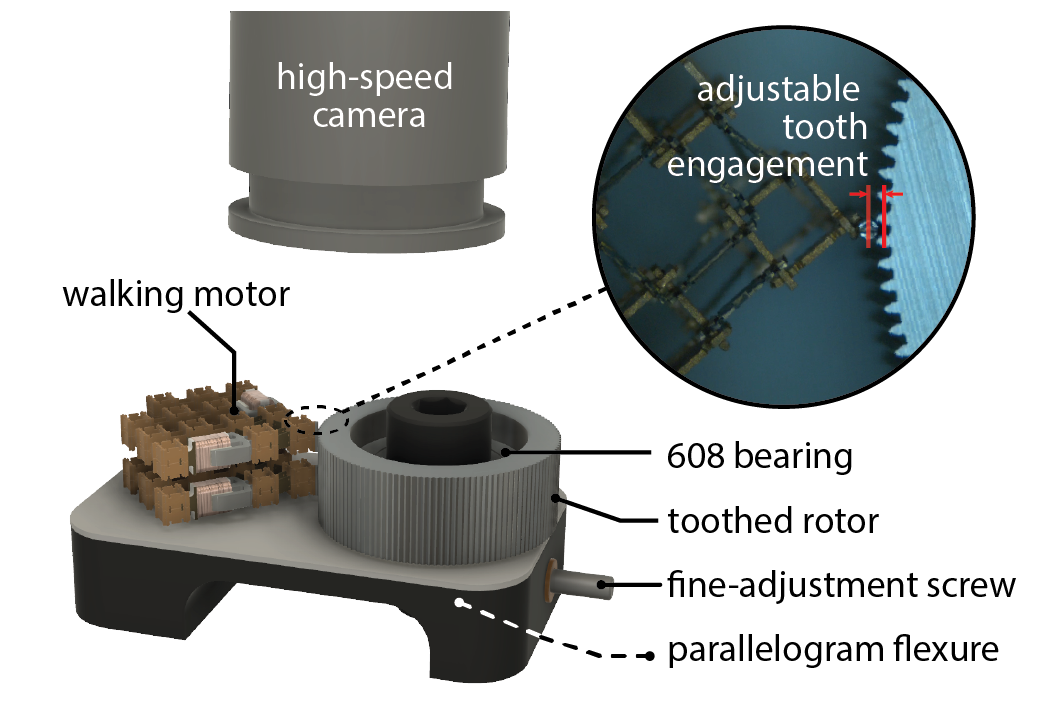 high-speed
camera
adjustable
tooth
engagement
walking motor
608 bearing
toothed rotor
fine-adjustment screw
parallelogram flexure